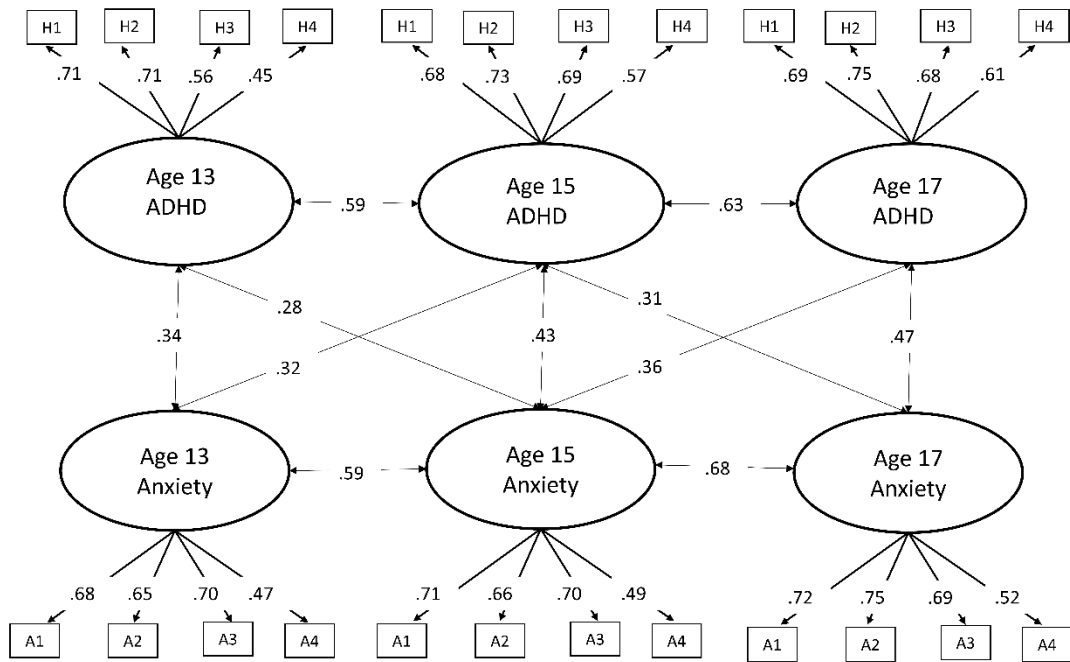 H1 H2 H3 H4 H1 H2 H3 H4 H1 H2 H3 H4
.71 .71 .56 .45 .68 .73 .69 .57 .69 .75 .68 .61
Age 13
ADHD
Age 15
ADHD
Age 17
ADHD
.59
.63
.34
.28
.32
.43
.31
.36
.47
Age 13
Anxiety
Age 15
Anxiety
Age 17
Anxiety
.59
.68
.68 .65 .70 .47 .71 .66 .70 .49 .72 .75 .69 .52
A1 A2 A3 A4 A1 A2 A3 A4 A1 A2 A3 A4